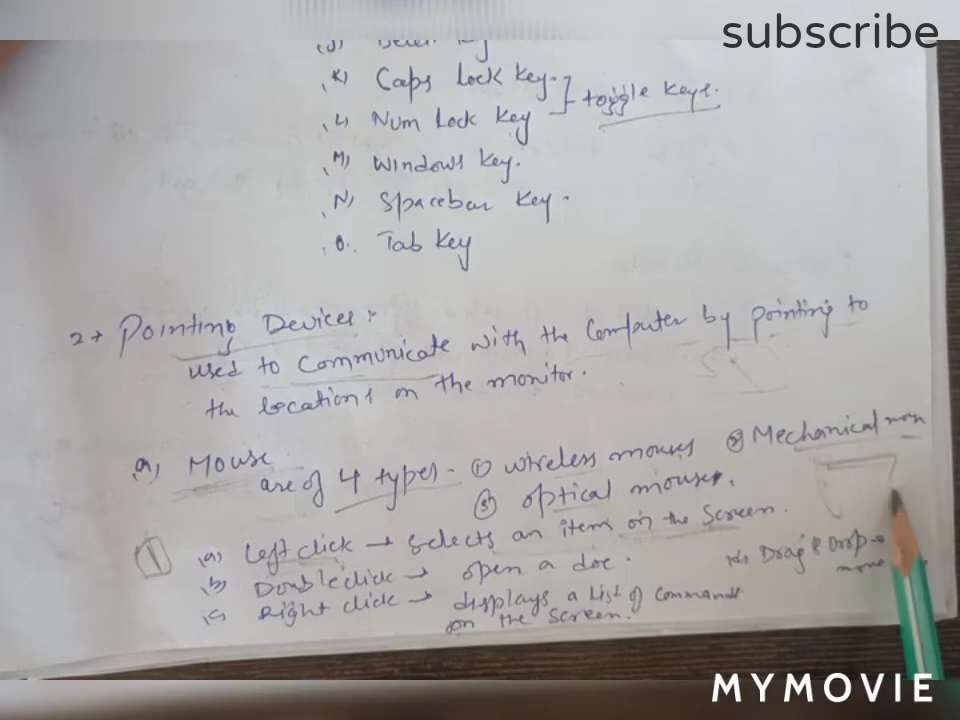 subscribe
(K) Caps Lock Key.
(L) Num Lock Key
toggle keys.
(M) Windows Key.
(N) Spacebar Key.
O. Tab Key
2→ Pointing Devices:
used to communicate with the computer by pointing to
the locations on the monitor.
a) Mouse
are of 4 types - ① wireless mouses ② Mechanical
③ optical mouses.
1 (a) Left click → selects an item on the screen.
(b) Double click → open a doc.
(c) Right click → displays a list of commands
on the screen.
(d) Drag & Drop →
MYMOVIE